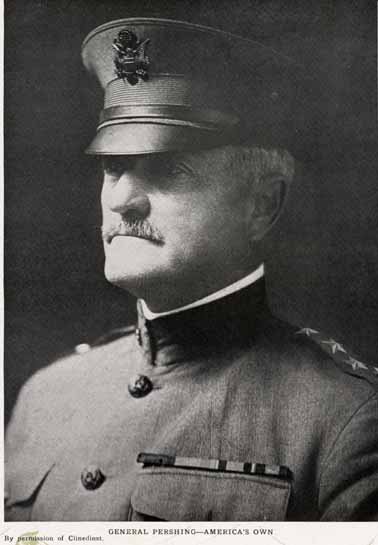 GENERAL PERSHING—AMERICA'S OWN
By permission of Clinedinst.